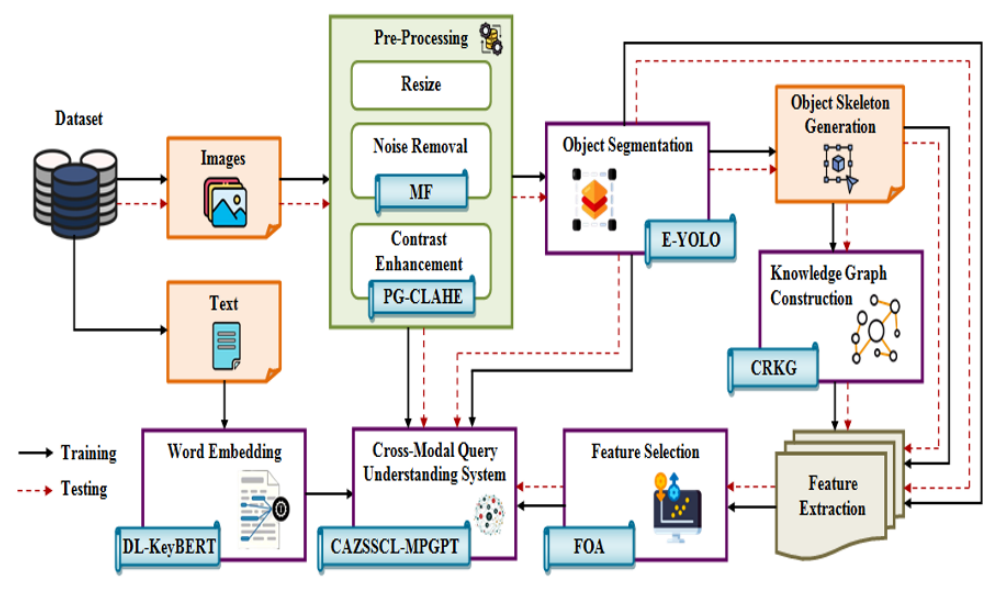 Dataset
Images
Text
Pre-Processing
Resize
Noise Removal
MF
Contrast
Enhancement
PG-CLAHE
Object Segmentation
E-YOLO
Object Skeleton
Generation
Knowledge Graph
Construction
CRKG
Training
Testing
Word Embedding
DL-KeyBERT
Cross-Modal Query
Understanding System
CAZSSCL-MPGPT
Feature Selection
FOA
Feature
Extraction